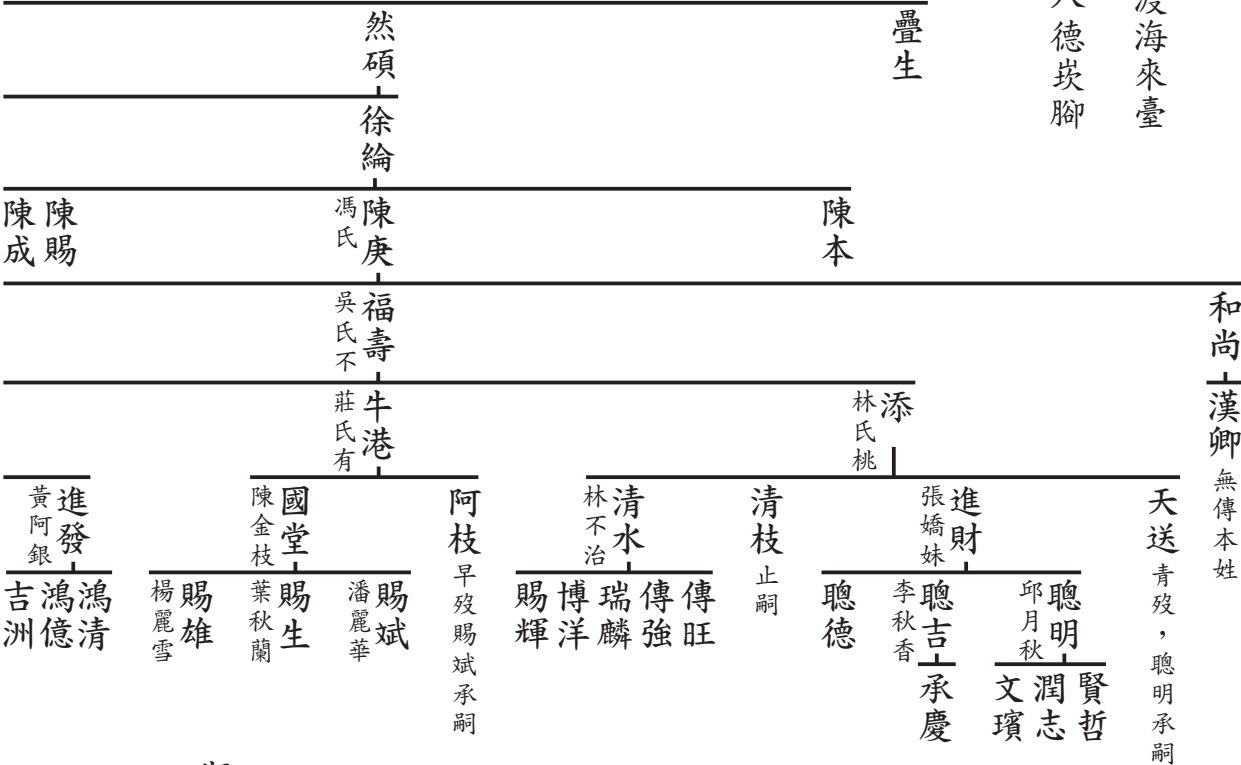 渡海來臺
八德崁腳
疊生
然碩
徐綸
陳本
陳庚
馮氏
陳賜
陳成
和尚
福壽
吳氏不
漢卿 無傳本姓
添
林氏桃
牛港
莊氏有
天送 青歿，聰明承嗣
進財
張嬌妹
清枝 止嗣
清水
林不治
阿枝 早歿賜斌承嗣
國堂
陳金枝
進發
黃阿銀
聰明
邱月秋
聰吉
李秋香
聰德
傳旺
傳強
瑞麟
博洋
賜輝
賜斌
潘麗華
賜生
葉秋蘭
賜雄
楊麗雪
鴻清
鴻億
吉洲
賢哲
潤志
文璸
承慶